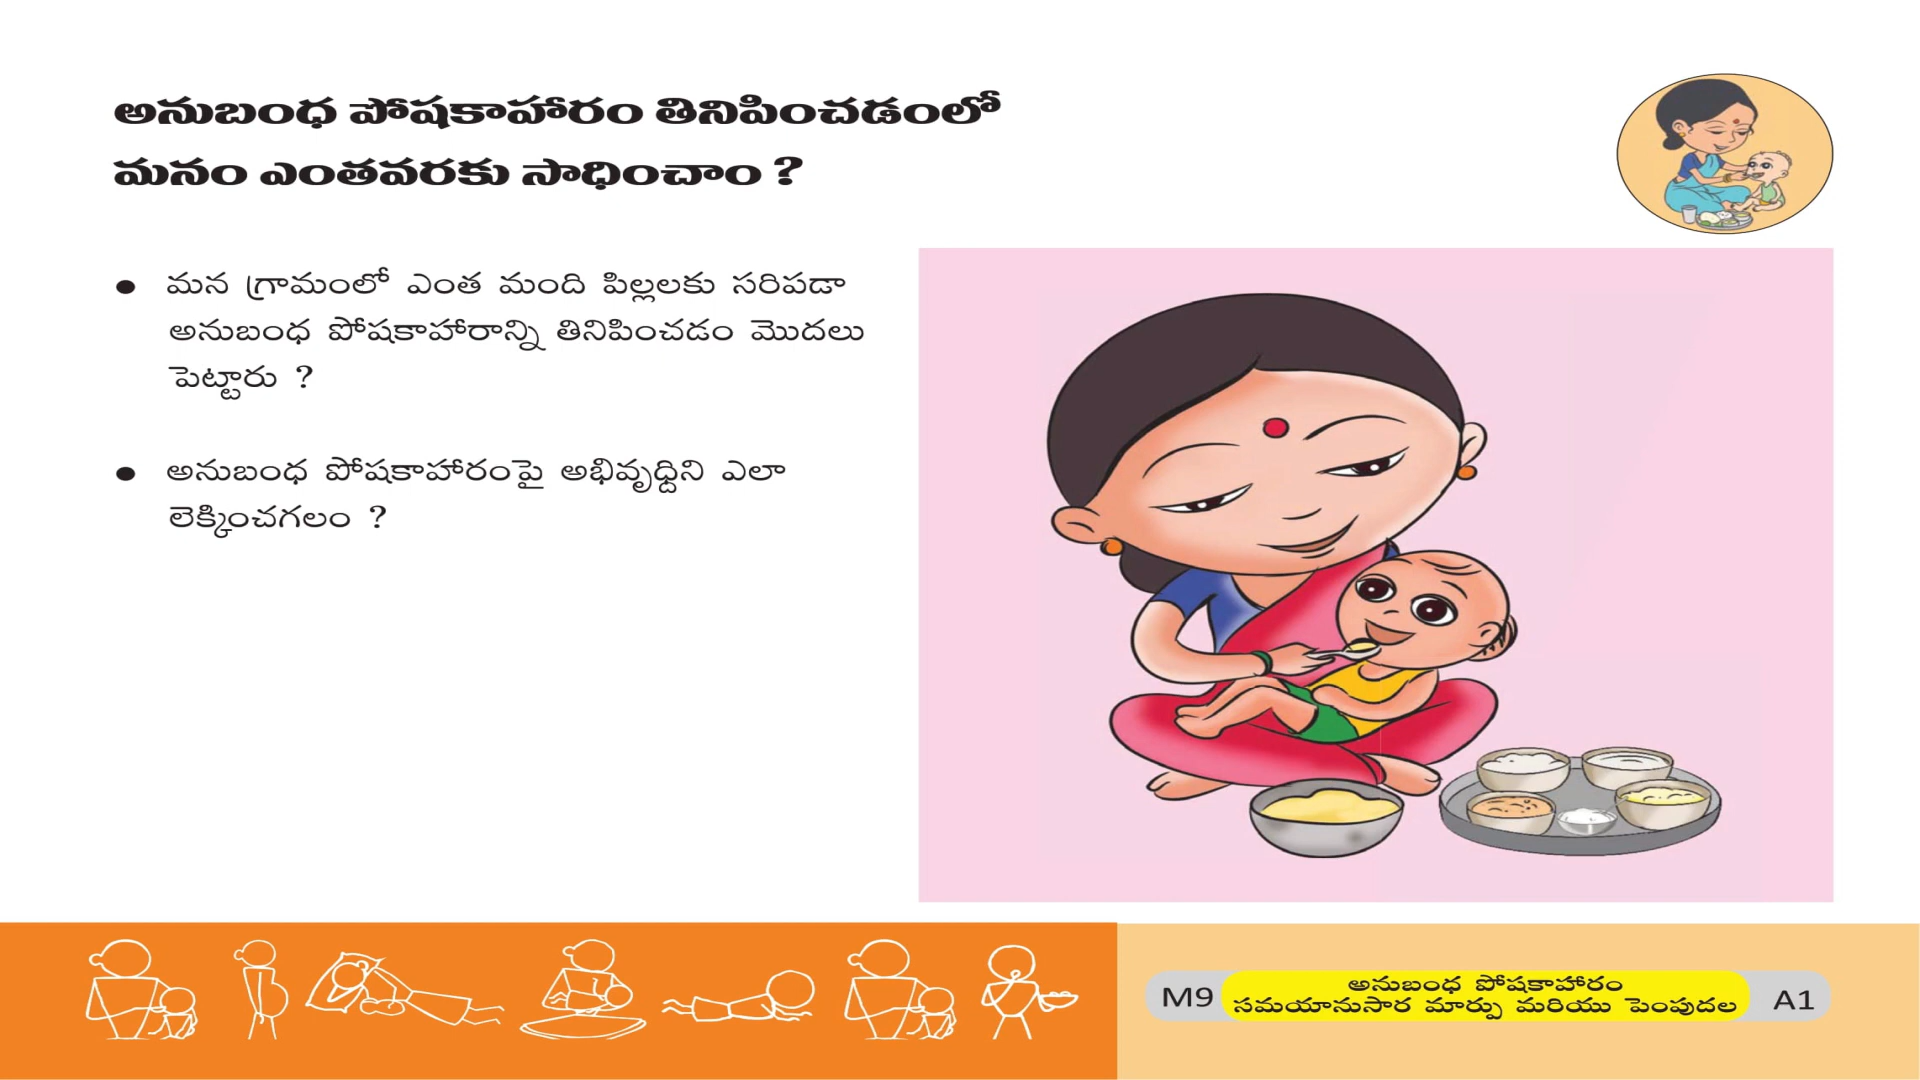 అనుబంధ పోషకాహారం తినిపించడంలో
మనం ఎంతవరకు సాధించాం ?
• మన గ్రామంలో ఎంత మంది పిల్లలకు సరిపడా
అనుబంధ పోషకాహారాన్ని తినిపించడం మొదలు
పెట్టారు ?
• అనుబంధ పోషకాహారంపై అభివృద్ధిని ఎలా
లెక్కించగలం ?
M9
అనుబంధ పోషకాహారం
సమయానుసార మార్పు మరియు పెంపుదల
A1